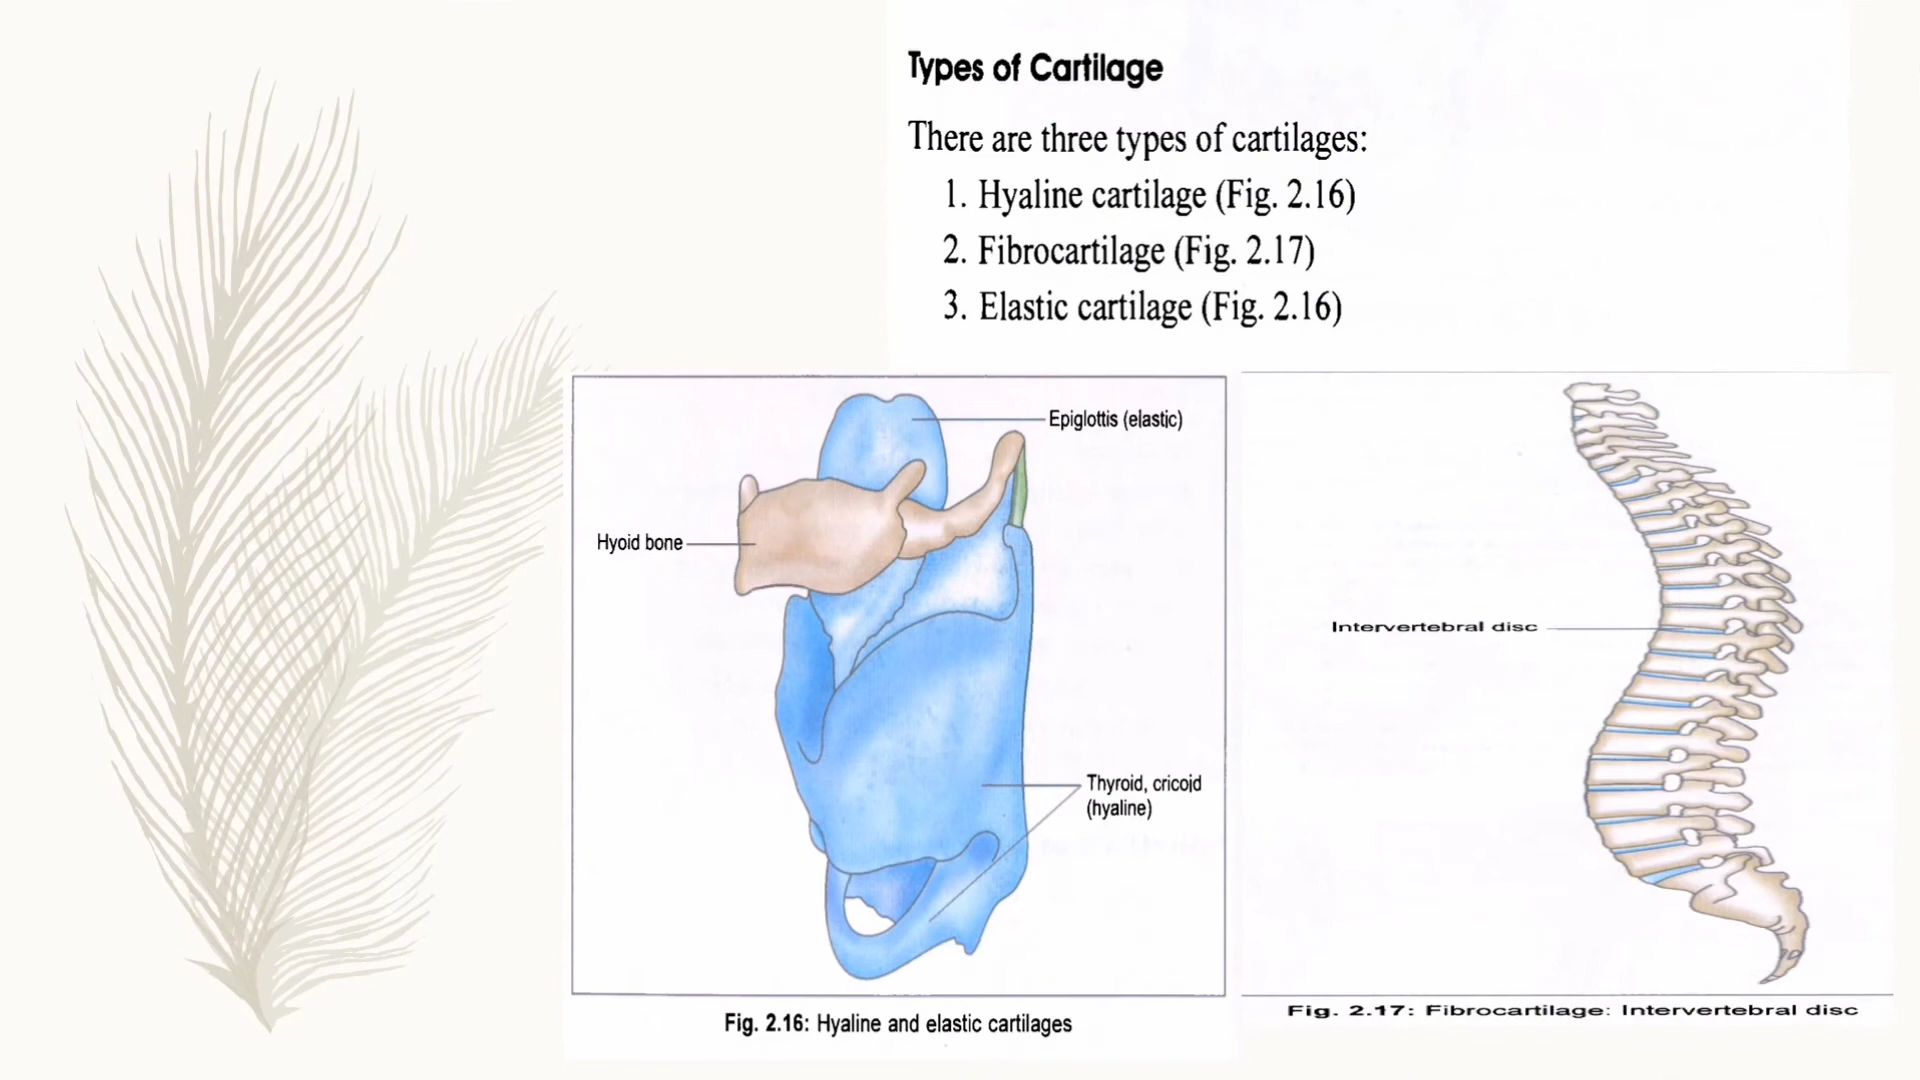 Types of Cartilage
There are three types of cartilages:
1. Hyaline cartilage (Fig. 2.16)
2. Fibrocartilage (Fig. 2.17)
3. Elastic cartilage (Fig. 2.16)
Epiglottis (elastic)
Hyoid bone
Thyroid, cricoid
(hyaline)
Fig. 2.16: Hyaline and elastic cartilages
Intervertebral disc
Fig. 2.17: Fibrocartilage: Intervertebral disc